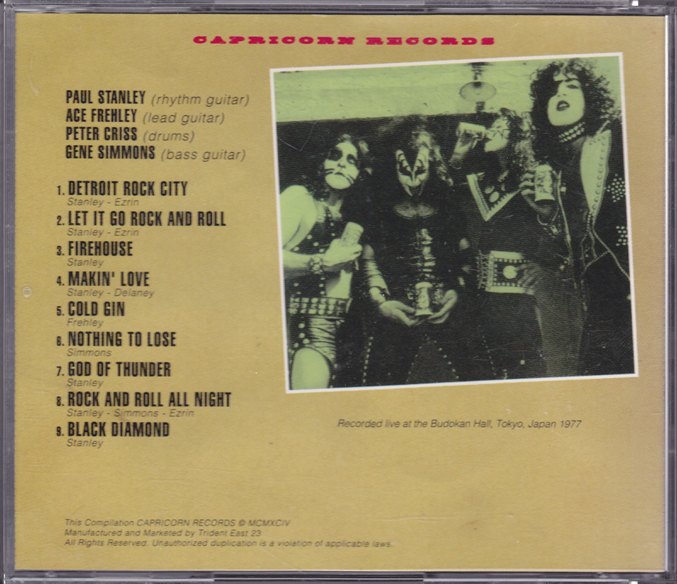 CAPRICORN RECORDS
PAUL STANLEY (rhythm guitar)
ACE FREHLEY (lead guitar)
PETER CRISS (drums)
GENE SIMMONS (bass guitar)
1. DETROIT ROCK CITY
Stanley - Ezrin
2. LET IT GO ROCK AND ROLL
Stanley - Ezrin
3. FIREHOUSE
Stanley
4. MAKIN' LOVE
Stanley - Delaney
5. COLD GIN
Frehley
6. NOTHING TO LOSE
Simmons
7. GOD OF THUNDER
Stanley
8. ROCK AND ROLL ALL NIGHT
Stanley - Simmons - Ezrin
9. BLACK DIAMOND
Stanley
Recorded live at the Budokan Hall, Tokyo, Japan 1977
This Compilation CAPRICORN RECORDS © MCMXCIV
Manufactured and Marketed by Trident East 23
All Rights Reserved. Unauthorized duplication is a violation of applicable laws.